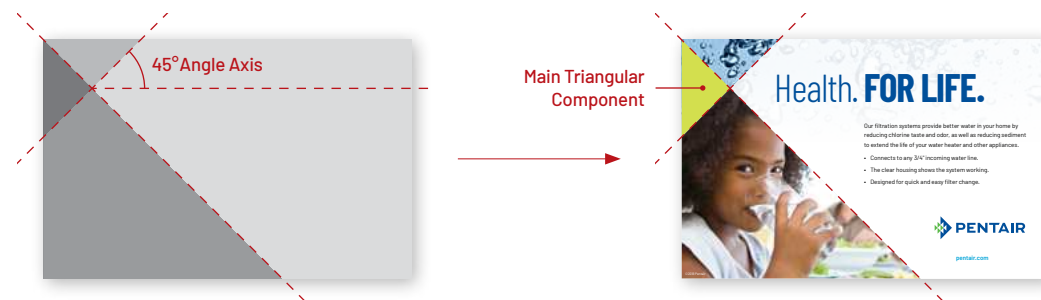 45° Angle Axis
Main Triangular
Component
Health. FOR LIFE.
Our filtration systems provide better water in your home by
reducing chlorine taste and odor, as well as reducing sediment
to extend the life of your water heater and other appliances.
• Connects to any 3/4" incoming water line.
• The clear housing shows the system working.
• Designed for quick and easy filter change.
PENTAIR
pentair.com